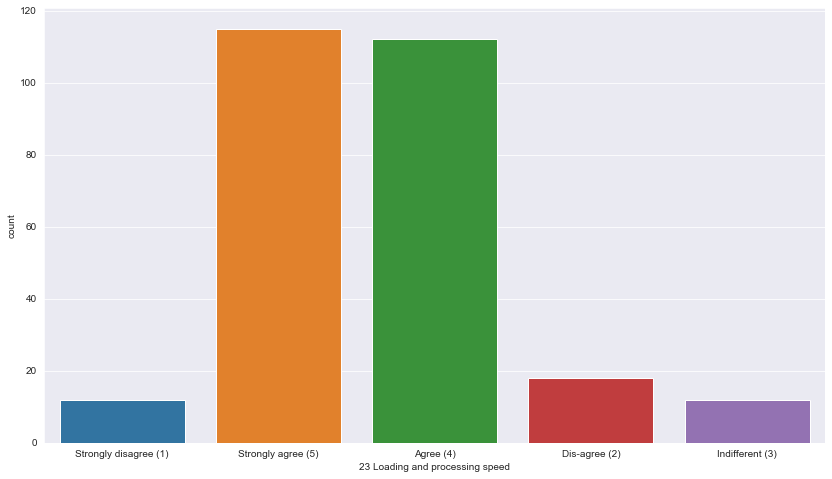 120
100
80
60
40
20
0
count
Strongly disagree (1)
Strongly agree (5)
Agree (4)
Dis-agree (2)
Indifferent (3)
23 Loading and processing speed